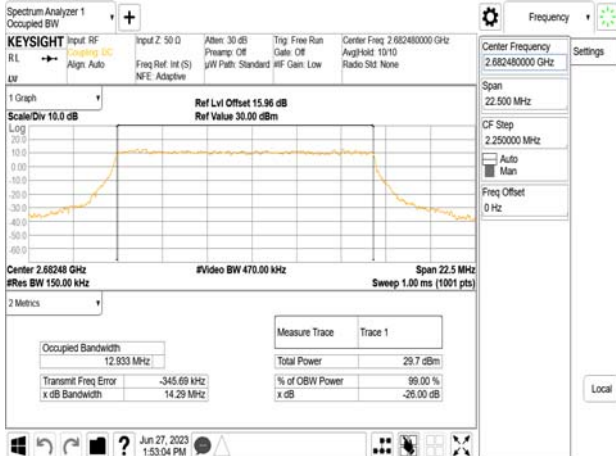 Spectrum Analyzer 1
Occupied BW
+
Frequency
KEYSIGHT
Input: RF
Coupling: DC
Align: Auto
RL
Input Z: 50 Ω
Freq Ref: Int (S)
NFE: Adaptive
Atten: 30 dB
Preamp: Off
µW Path: Standard
Trig: Free Run
Gate: Off
#IF Gain: Low
Center Freq: 2.682480000 GHz
Avg|Hold: 10/10
Radio Std: None
Center Frequency
2.682480000 GHz
Settings
Span
22.500 MHz
CF Step
2.250000 MHz
Auto
Man
Freq Offset
0 Hz
Local
1 Graph
Scale/Div 10.0 dB
Ref Lvl Offset 15.96 dB
Ref Value 30.00 dBm
Log
20.0
10.0
0.00
-10.0
-20.0
-30.0
-40.0
-50.0
-60.0
Center 2.68248 GHz
#Video BW 470.00 kHz
Span 22.5 MHz
#Res BW 150.00 kHz
Sweep 1.00 ms (1001 pts)
2 Metrics
Measure Trace
Trace 1
Occupied Bandwidth
12.933 MHz
Total Power
29.7 dBm
Transmit Freq Error
-345.69 kHz
% of OBW Power
99.00 %
x dB Bandwidth
14.29 MHz
x dB
-26.00 dB
?
Jun 27, 2023
1:53:04 PM